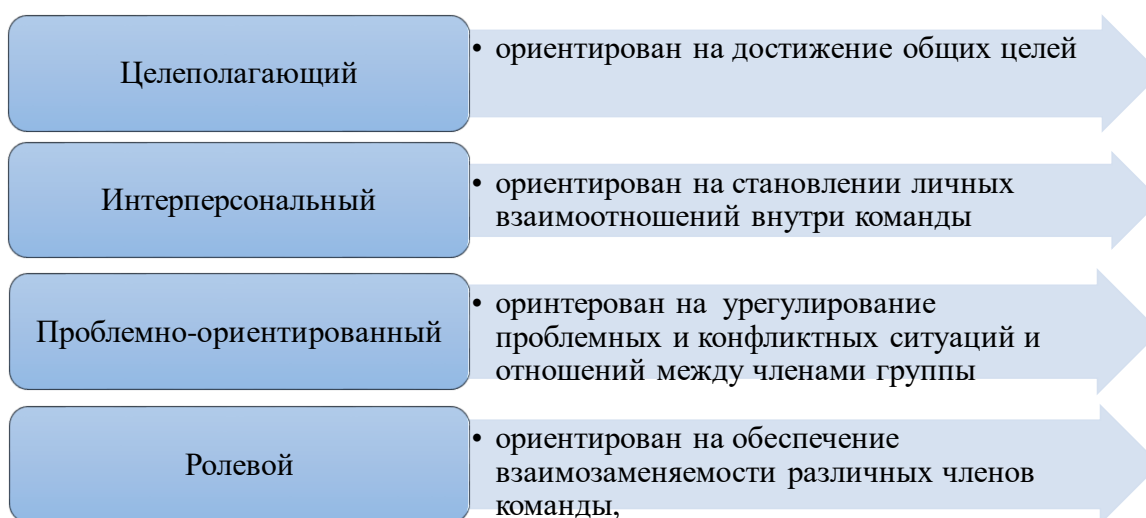 Целеполагающий
• ориентирован на достижение общих целей
Интерперсональный
• ориентирован на становлении личных
взаимоотношений внутри команды
Проблемно-ориентированный
• оринтерован на  урегулирование
проблемных и конфликтных ситуаций и
отношений между членами группы
Ролевой
• ориентирован на обеспечение
взаимозаменяемости различных членов
команды,